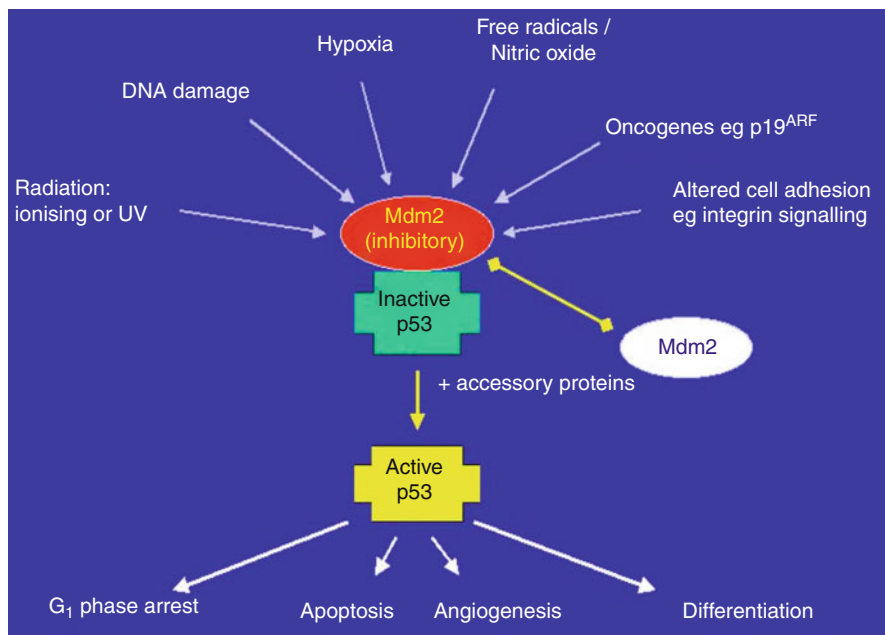 Free radicals /
Nitric oxide
Hypoxia
DNA damage
Oncogenes eg p19ᴬᴿᶠ
Radiation:
ionising or UV
Mdm2
(inhibitory)
Altered cell adhesion
eg integrin signalling
Inactive
p53
Mdm2
+ accessory proteins
Active
p53
G₁ phase arrest
Apoptosis
Angiogenesis
Differentiation